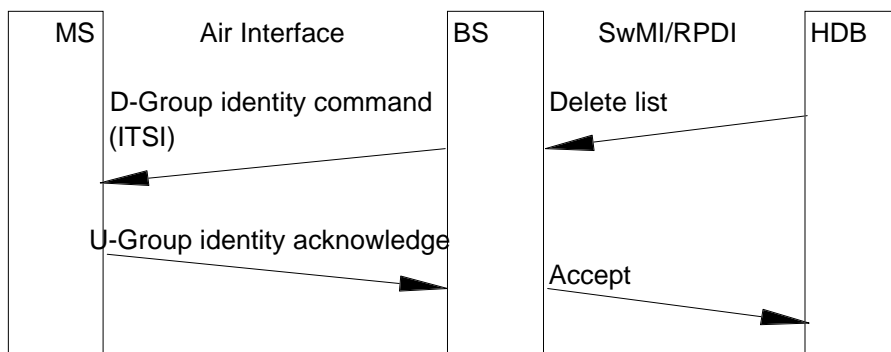 MS
Air Interface
BS
SwMI/RPDI
HDB
D-Group identity command
(ITSI)
Delete list
U-Group identity acknowledge
Accept